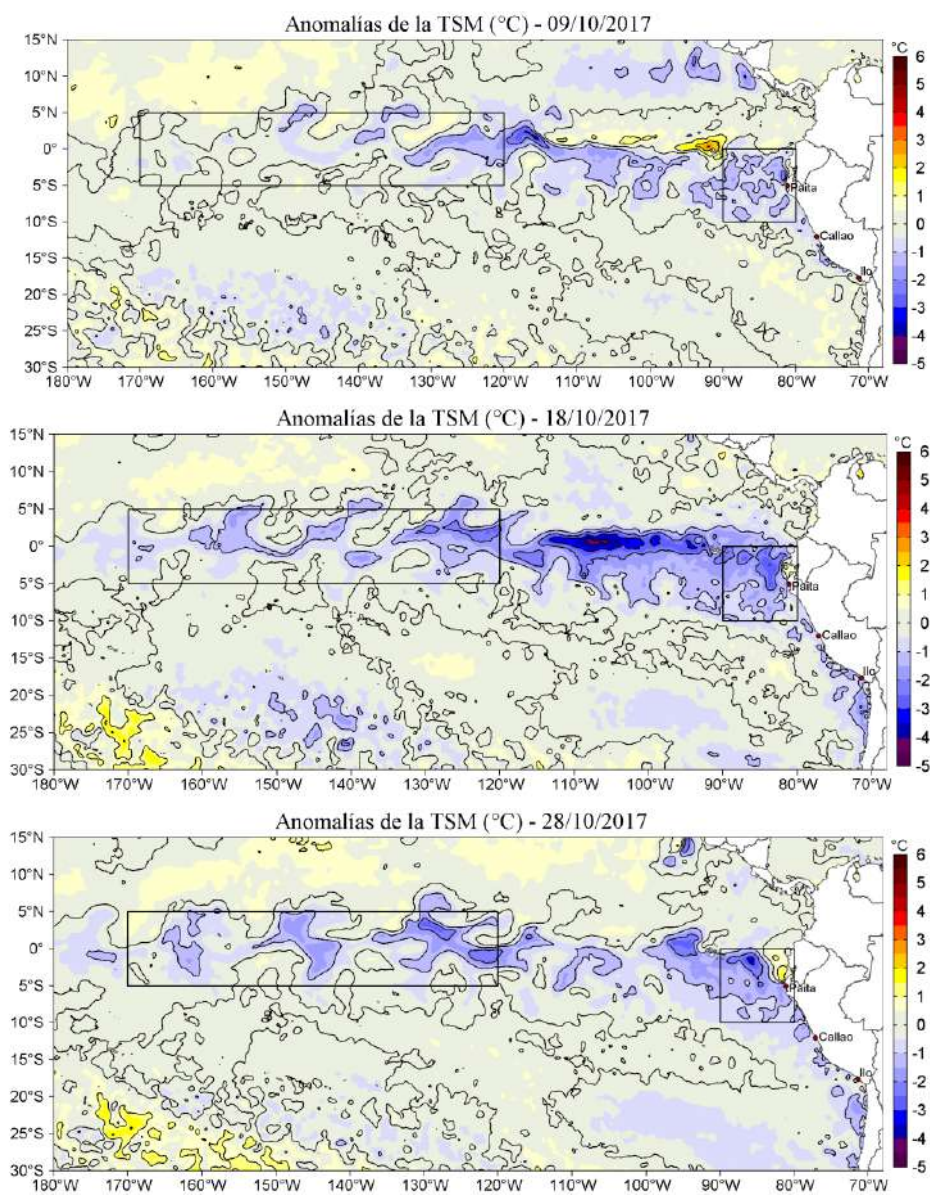 Anomalías de la TSM (°C) - 09/10/2017
15°N
10°N
5°N
0°
5°S
10°S
15°S
20°S
25°S
30°S
180°W 170°W 160°W 150°W 140°W 130°W 120°W 110°W 100°W 90°W 80°W 70°W
Paita
Callao
Ilo
°C
6
5
4
3
2
1
0
-1
-2
-3
-4
-5
Anomalías de la TSM (°C) - 18/10/2017
15°N
10°N
5°N
0°
5°S
10°S
15°S
20°S
25°S
30°S
180°W 170°W 160°W 150°W 140°W 130°W 120°W 110°W 100°W 90°W 80°W 70°W
Paita
Callao
Ilo
°C
6
5
4
3
2
1
0
-1
-2
-3
-4
-5
Anomalías de la TSM (°C) - 28/10/2017
15°N
10°N
5°N
0°
5°S
10°S
15°S
20°S
25°S
30°S
180°W 170°W 160°W 150°W 140°W 130°W 120°W 110°W 100°W 90°W 80°W 70°W
Paita
Callao
Ilo
°C
6
5
4
3
2
1
0
-1
-2
-3
-4
-5